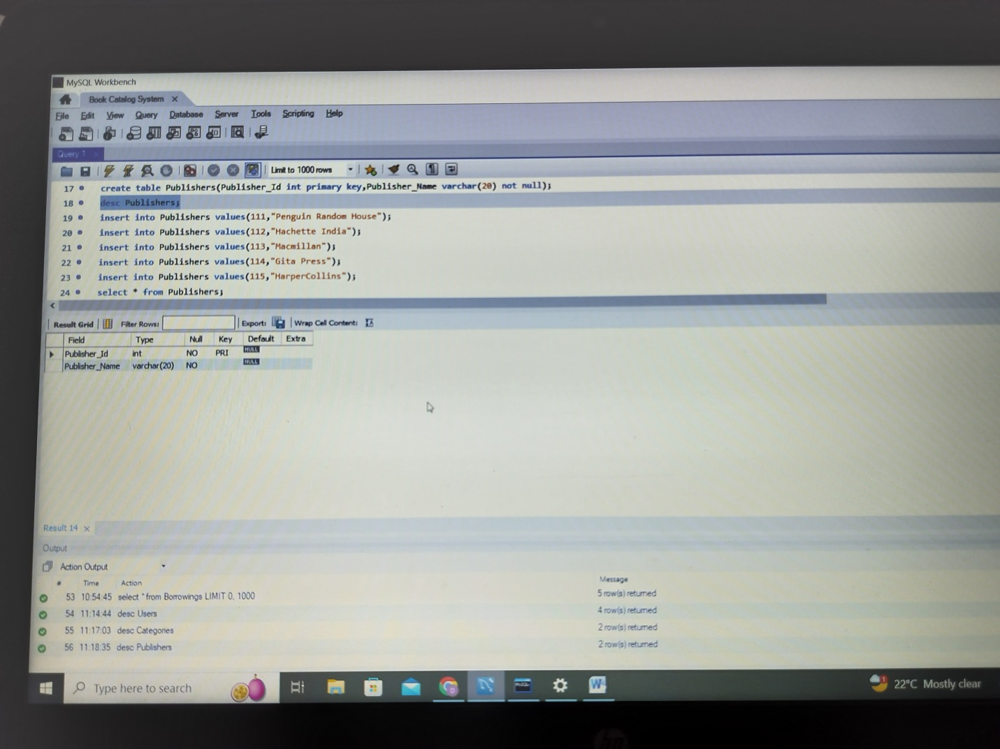 MySQL Workbench
Book Catalog System
File Edit View Query Database Server Tools Scripting Help
Query 1
Limit to 1000 rows
17 create table Publishers(Publisher_Id int primary key,Publisher_Name varchar(20) not null);
18 desc Publishers;
19 insert into Publishers values(111,"Penguin Random House");
20 insert into Publishers values(112,"Hachette India");
21 insert into Publishers values(113,"Macmillan");
22 insert into Publishers values(114,"Gita Press");
23 insert into Publishers values(115,"HarperCollins");
24 select * from Publishers;
Result Grid Filter Rows: Export: Wrap Cell Content:
Field Type Null Key Default Extra
Publisher_Id int NO PRI NULL
Publisher_Name varchar(20) NO NULL
Result 14
Output
Action Output
# Time Action Message
53 10:54:45 select * from Borrowings LIMIT 0, 1000 5 row(s) returned
54 11:14:44 desc Users 4 row(s) returned
55 11:17:03 desc Categories 2 row(s) returned
56 11:18:35 desc Publishers 2 row(s) returned
Type here to search
22°C Mostly clear
hp